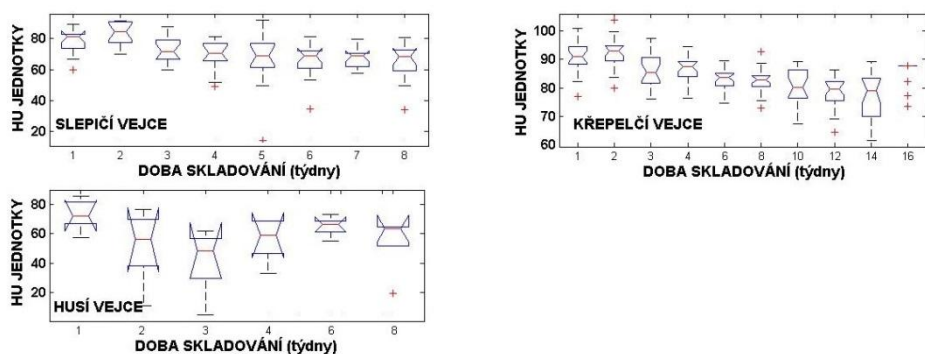 80
60
40
20
HU JEDNOTKY
SLEPIČÍ VEJCE
1 2 3 4 5 6 7 8
DOBA SKLADOVÁNÍ (týdny)
100
90
80
70
60
HU JEDNOTKY
KŘEPELČÍ VEJCE
1 2 3 4 6 8 10 12 14 16
DOBA SKLADOVÁNÍ (týdny)
80
60
40
20
HU JEDNOTKY
HUSÍ VEJCE
1 2 3 4 6 8
DOBA SKLADOVÁNÍ (týdny)